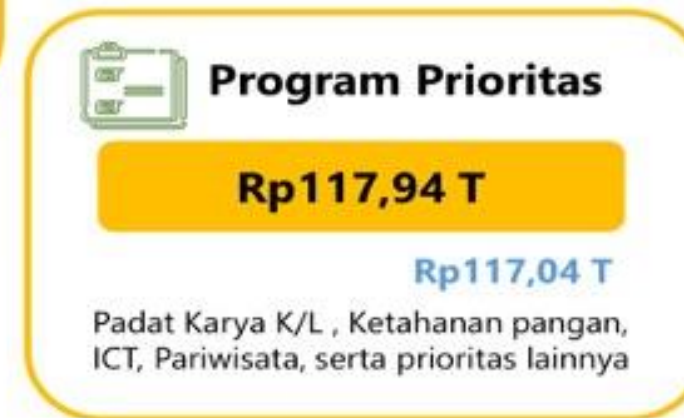 Program Prioritas
Rp117,94 T
Rp117,04 T
Padat Karya K/L , Ketahanan pangan,
ICT, Pariwisata, serta prioritas lainnya